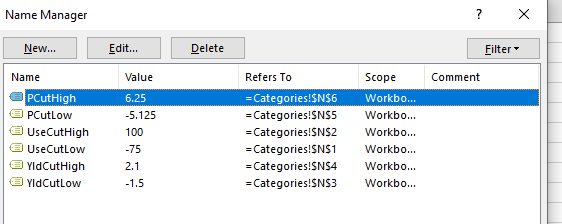 Name Manager ? ×
New... Edit... Delete Filter
Name Value Refers To Scope Comment
PCutHigh 6.25 =Categories!$N$6 Workbo...
PCutLow -5.125 =Categories!$N$5 Workbo...
UseCutHigh 100 =Categories!$N$2 Workbo...
UseCutLow -75 =Categories!$N$1 Workbo...
YldCutHigh 2.1 =Categories!$N$4 Workbo...
YldCutLow -1.5 =Categories!$N$3 Workbo...